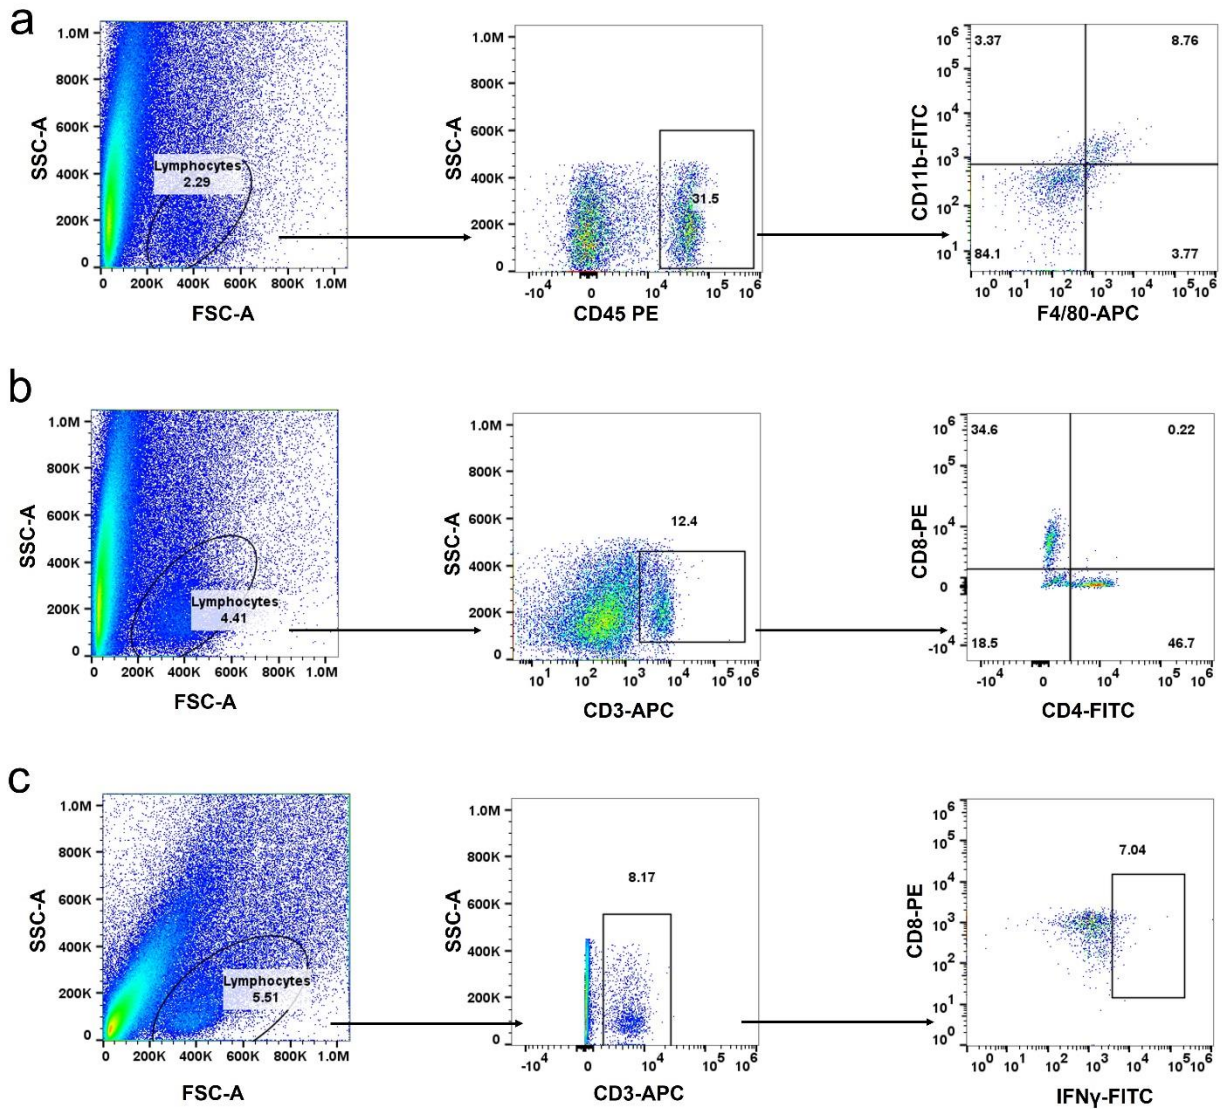 a
1.0M
800K
600K
400K
200K
0
SSC-A
Lymphocytes
2.29
0 200K 400K 600K 800K 1.0M
FSC-A
1.0M
800K
600K
400K
200K
0
SSC-A
31.5
-10⁴ 0 10⁴ 10⁵ 10⁶
CD45 PE
10⁶
10⁵
10⁴
10³
10²
10¹
CD11b-FITC
3.37 8.76
84.1 3.77
10⁰ 10¹ 10² 10³ 10⁴ 10⁵ 10⁶
F4/80-APC
b
1.0M
800K
600K
400K
200K
0
SSC-A
Lymphocytes
4.41
0 200K 400K 600K 800K 1.0M
FSC-A
1.0M
800K
600K
400K
200K
0
SSC-A
12.4
10¹ 10² 10³ 10⁴ 10⁵ 10⁶
CD3-APC
10⁶
10⁵
10⁴
0
-10⁴
CD8-PE
34.6 0.22
18.5 46.7
-10⁴ 0 10⁴ 10⁵ 10⁶
CD4-FITC
c
1.0M
800K
600K
400K
200K
0
SSC-A
Lymphocytes
5.51
0 200K 400K 600K 800K 1.0M
FSC-A
1.0M
800K
600K
400K
200K
0
SSC-A
8.17
-10⁴ 0 10⁴ 10⁵ 10⁶
CD3-APC
10⁶
10⁵
10⁴
10³
10²
10¹
10⁰
CD8-PE
7.04
10⁰ 10¹ 10² 10³ 10⁴ 10⁵ 10⁶
IFNγ-FITC